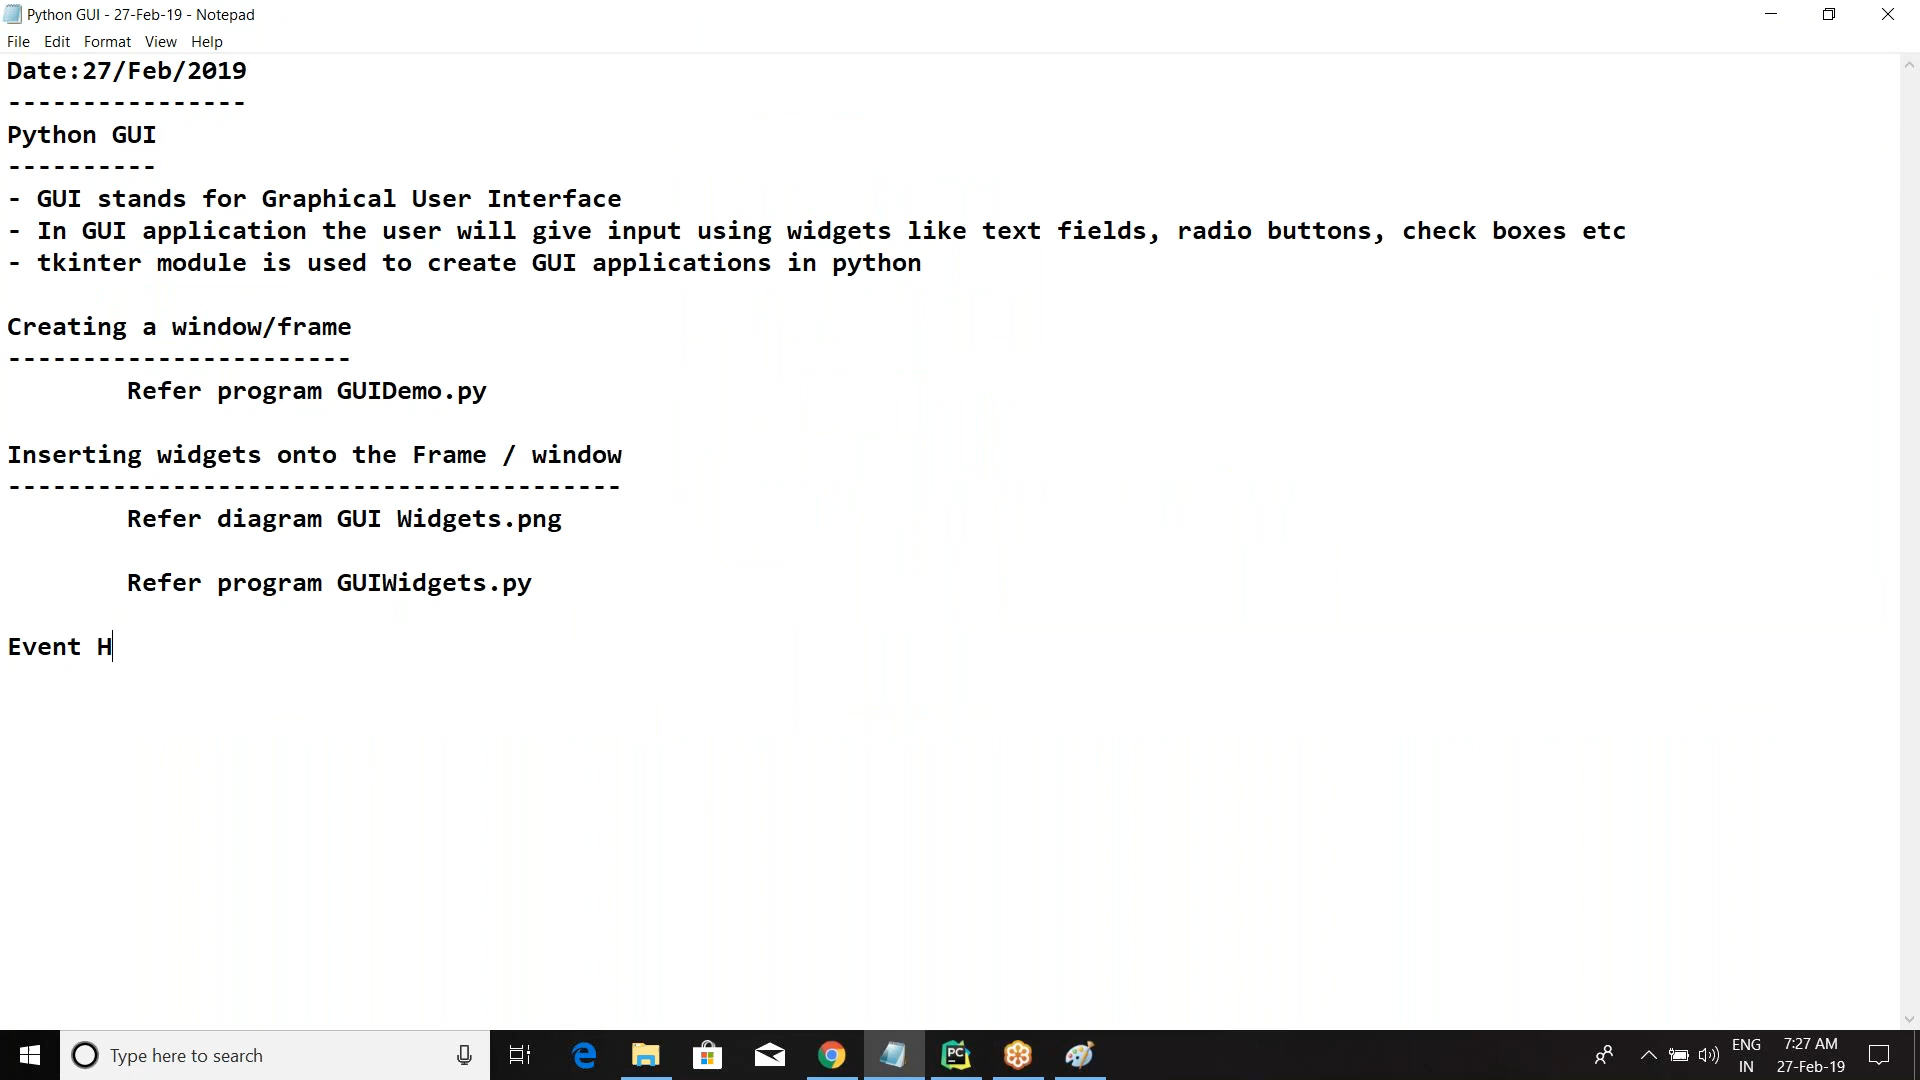 Python GUI - 27-Feb-19 - Notepad
File Edit Format View Help
Date:27/Feb/2019
----------------
Python GUI
----------
- GUI stands for Graphical User Interface
- In GUI application the user will give input using widgets like text fields, radio buttons, check boxes etc
- tkinter module is used to create GUI applications in python
Creating a window/frame
-----------------------
Refer program GUIDemo.py
Inserting widgets onto the Frame / window
-----------------------------------------
Refer diagram GUI Widgets.png
Refer program GUIWidgets.py
Event H
Type here to search
PC
ENG
IN
7:27 AM
27-Feb-19